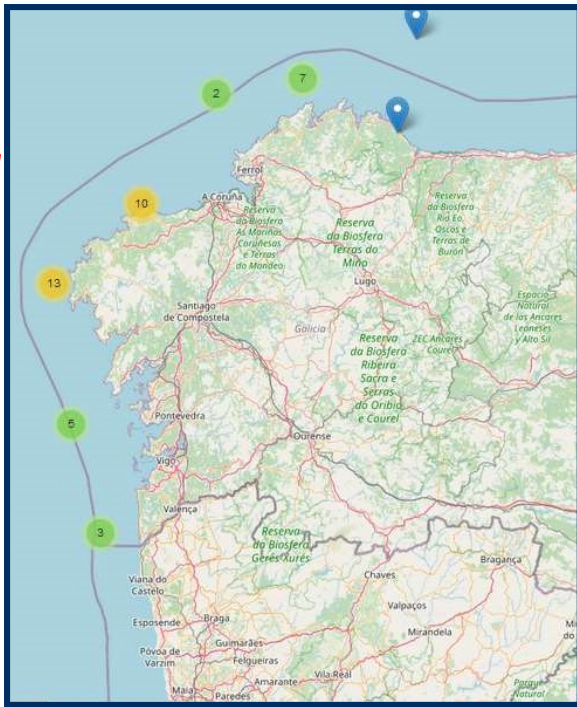 7
2
Ferrol
A Coruña
10
Reserva
da Biosfera
As Mariñas
Coruñesas
e Terras
do Mandeo
Reserva
da Biosfera
Terras do
Miño
Reserva
da Biosfera
Río Eo,
Oscos e
Terras de
Burón
Lugo
13
Santiago
de Compostela
Galicia
Espacio
Natural
de los Ancares
Leoneses
y Alto Sil
ZEC Ancares
Courel
Reserva
da Biosfera
Ribeira
Sacra e
Serras
do Oribio
e Courel
5
Pontevedra
Ourense
Vigo
Valença
3
Reserva
da Biosfera
Gerês Xurés
Bragança
Chaves
Viana do
Castelo
Valpaços
Esposende
Braga
Mirandela
Póvoa de
Varzim
Guimarães
Felgueiras
Vila Real
Amarante
Maia
Paredes
Parque
Natural